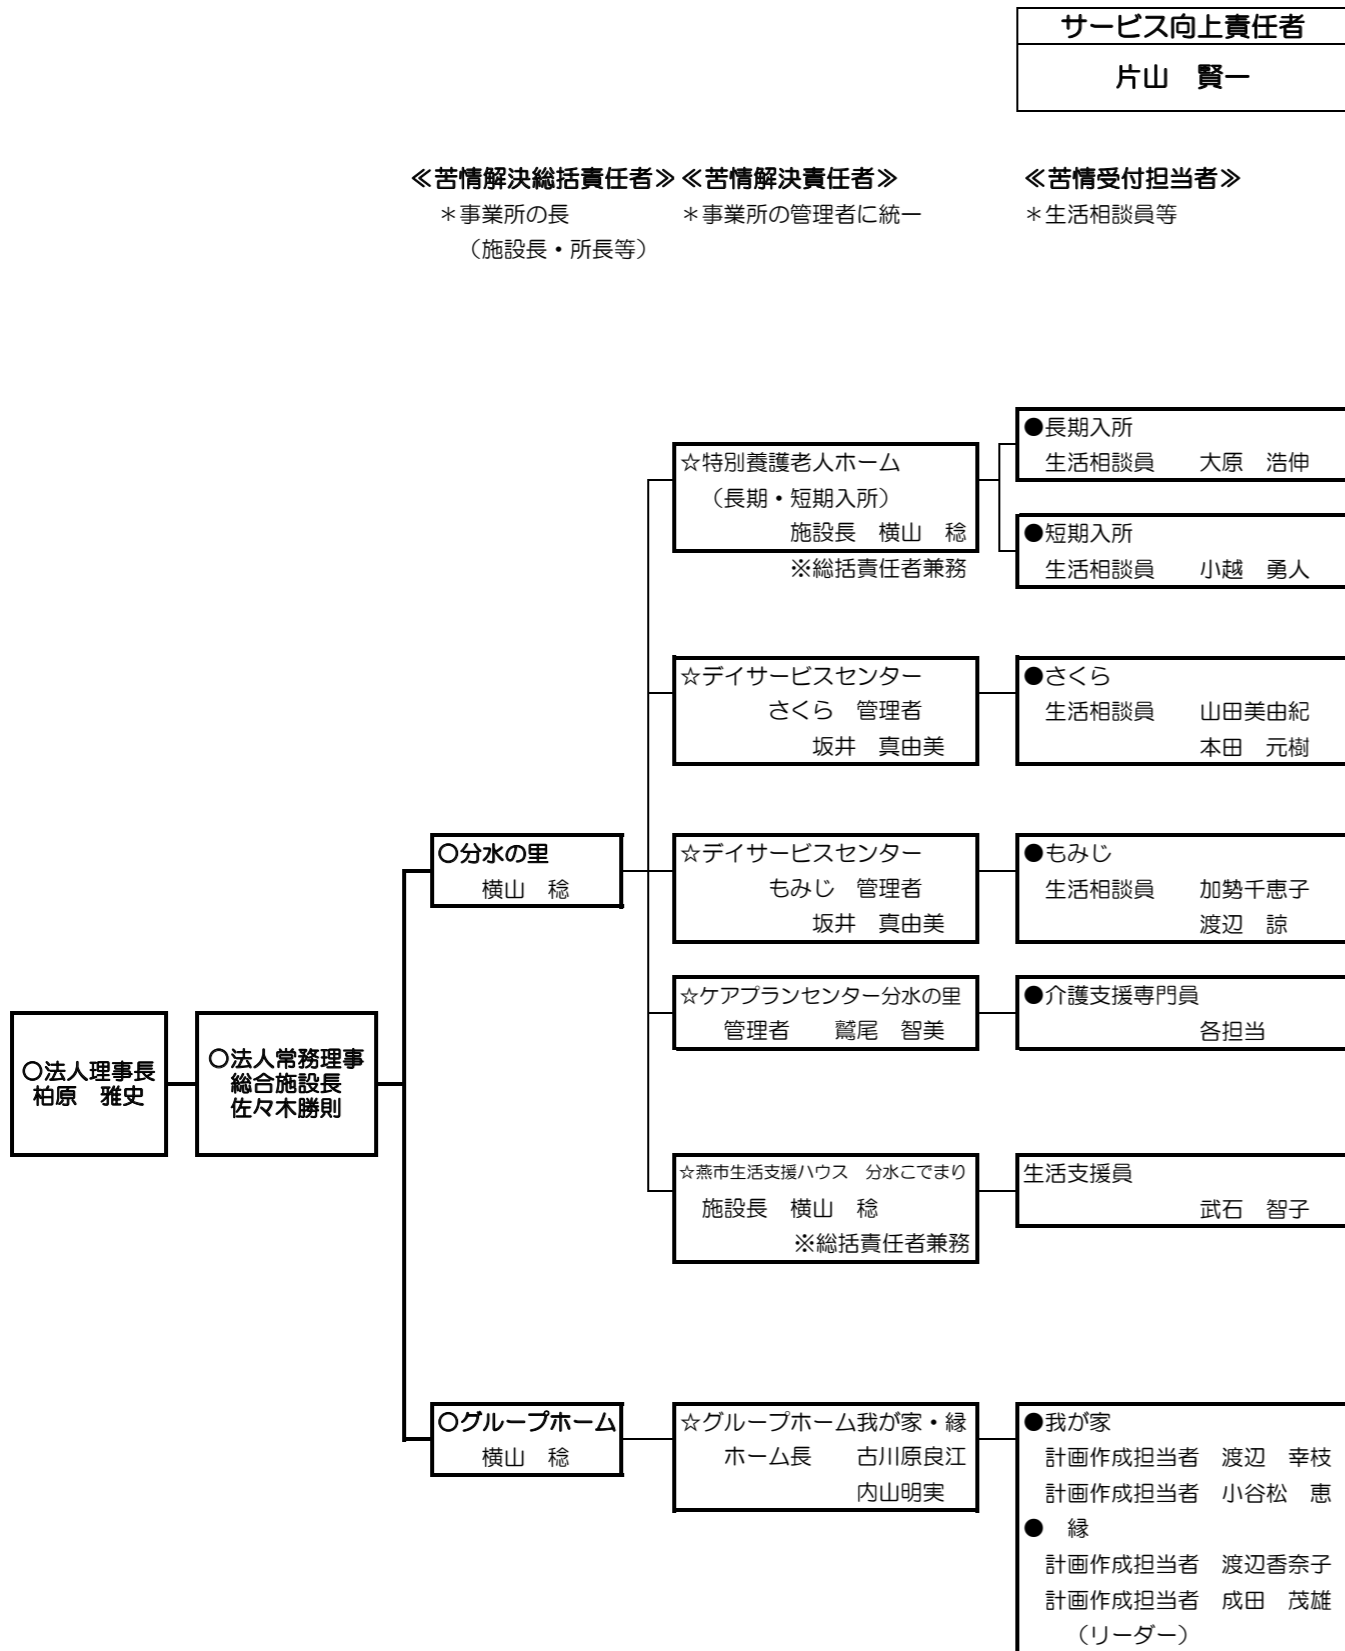 サービス向上責任者
片山　賢一
≪苦情解決総括責任者≫
＊事業所の長
（施設長・所長等）
≪苦情解決責任者≫
＊事業所の管理者に統一
≪苦情受付担当者≫
＊生活相談員等
○法人理事長
柏原　雅史
○法人常務理事
総合施設長
佐々木勝則
○分水の里
横山　稔
☆特別養護老人ホーム
（長期・短期入所）
施設長　横山　稔
※総括責任者兼務
●長期入所
生活相談員　　大原　浩伸
●短期入所
生活相談員　　小越　勇人
☆デイサービスセンター
さくら　管理者
坂井　真由美
●さくら
生活相談員　　山田美由紀
本田　元樹
☆デイサービスセンター
もみじ　管理者
坂井　真由美
●もみじ
生活相談員　　加勢千恵子
渡辺　諒
☆ケアプランセンター分水の里
管理者　　鷲尾　智美
●介護支援専門員
各担当
☆燕市生活支援ハウス　分水こでまり
施設長　横山　稔
※総括責任者兼務
生活支援員
武石　智子
○グループホーム
横山　稔
☆グループホーム我が家・縁
ホーム長　　古川原良江
内山明実
●我が家
計画作成担当者　渡辺　幸枝
計画作成担当者　小谷松　恵
●　縁
計画作成担当者　渡辺香奈子
計画作成担当者　成田　茂雄
（リーダー）